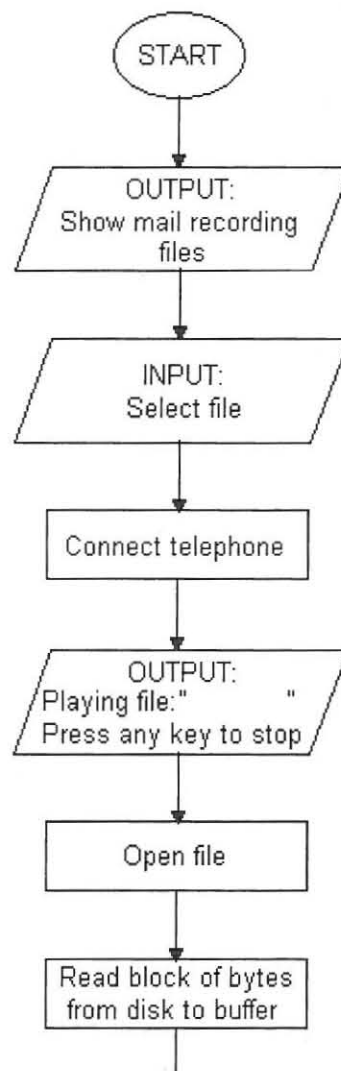 START
OUTPUT:
Show mail recording
files
INPUT:
Select file
Connect telephone
OUTPUT:
Playing file:" "
Press any key to stop
Open file
Read block of bytes
from disk to buffer